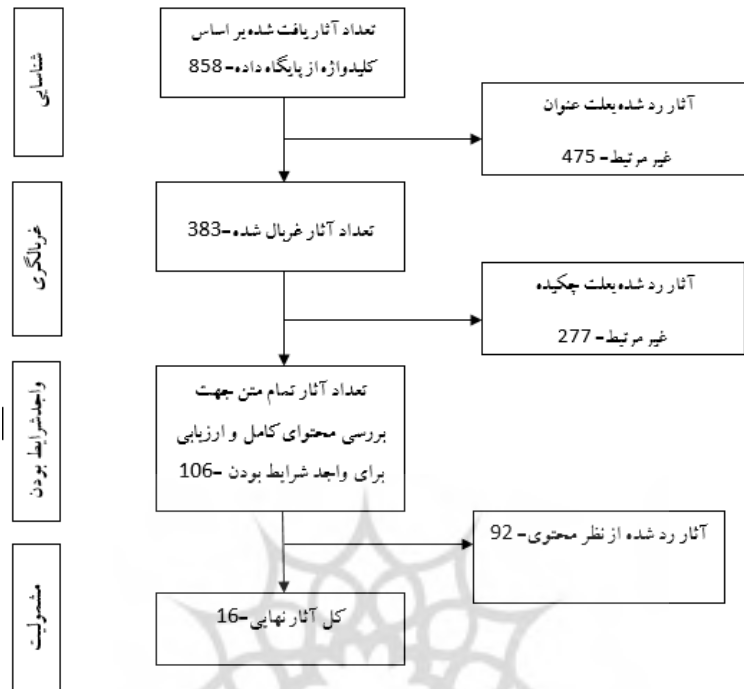 شناسایی
تعداد آثار یافت شده بر اساس
کلیدواژه از پایگاه داده-858
آثار رد شده بعلت عنوان
غیر مرتبط-475
غربالگری
تعداد آثار غربال شده-383
آثار رد شده بعلت چکیده
غیر مرتبط-277
واجد شرایط بودن
تعداد آثار تمام متن جهت
بررسی محتوای کامل و ارزیابی
برای واجد شرایط بودن -106
آثار رد شده از نظر محتوی-92
مشمولیت
کل آثار نهایی-16